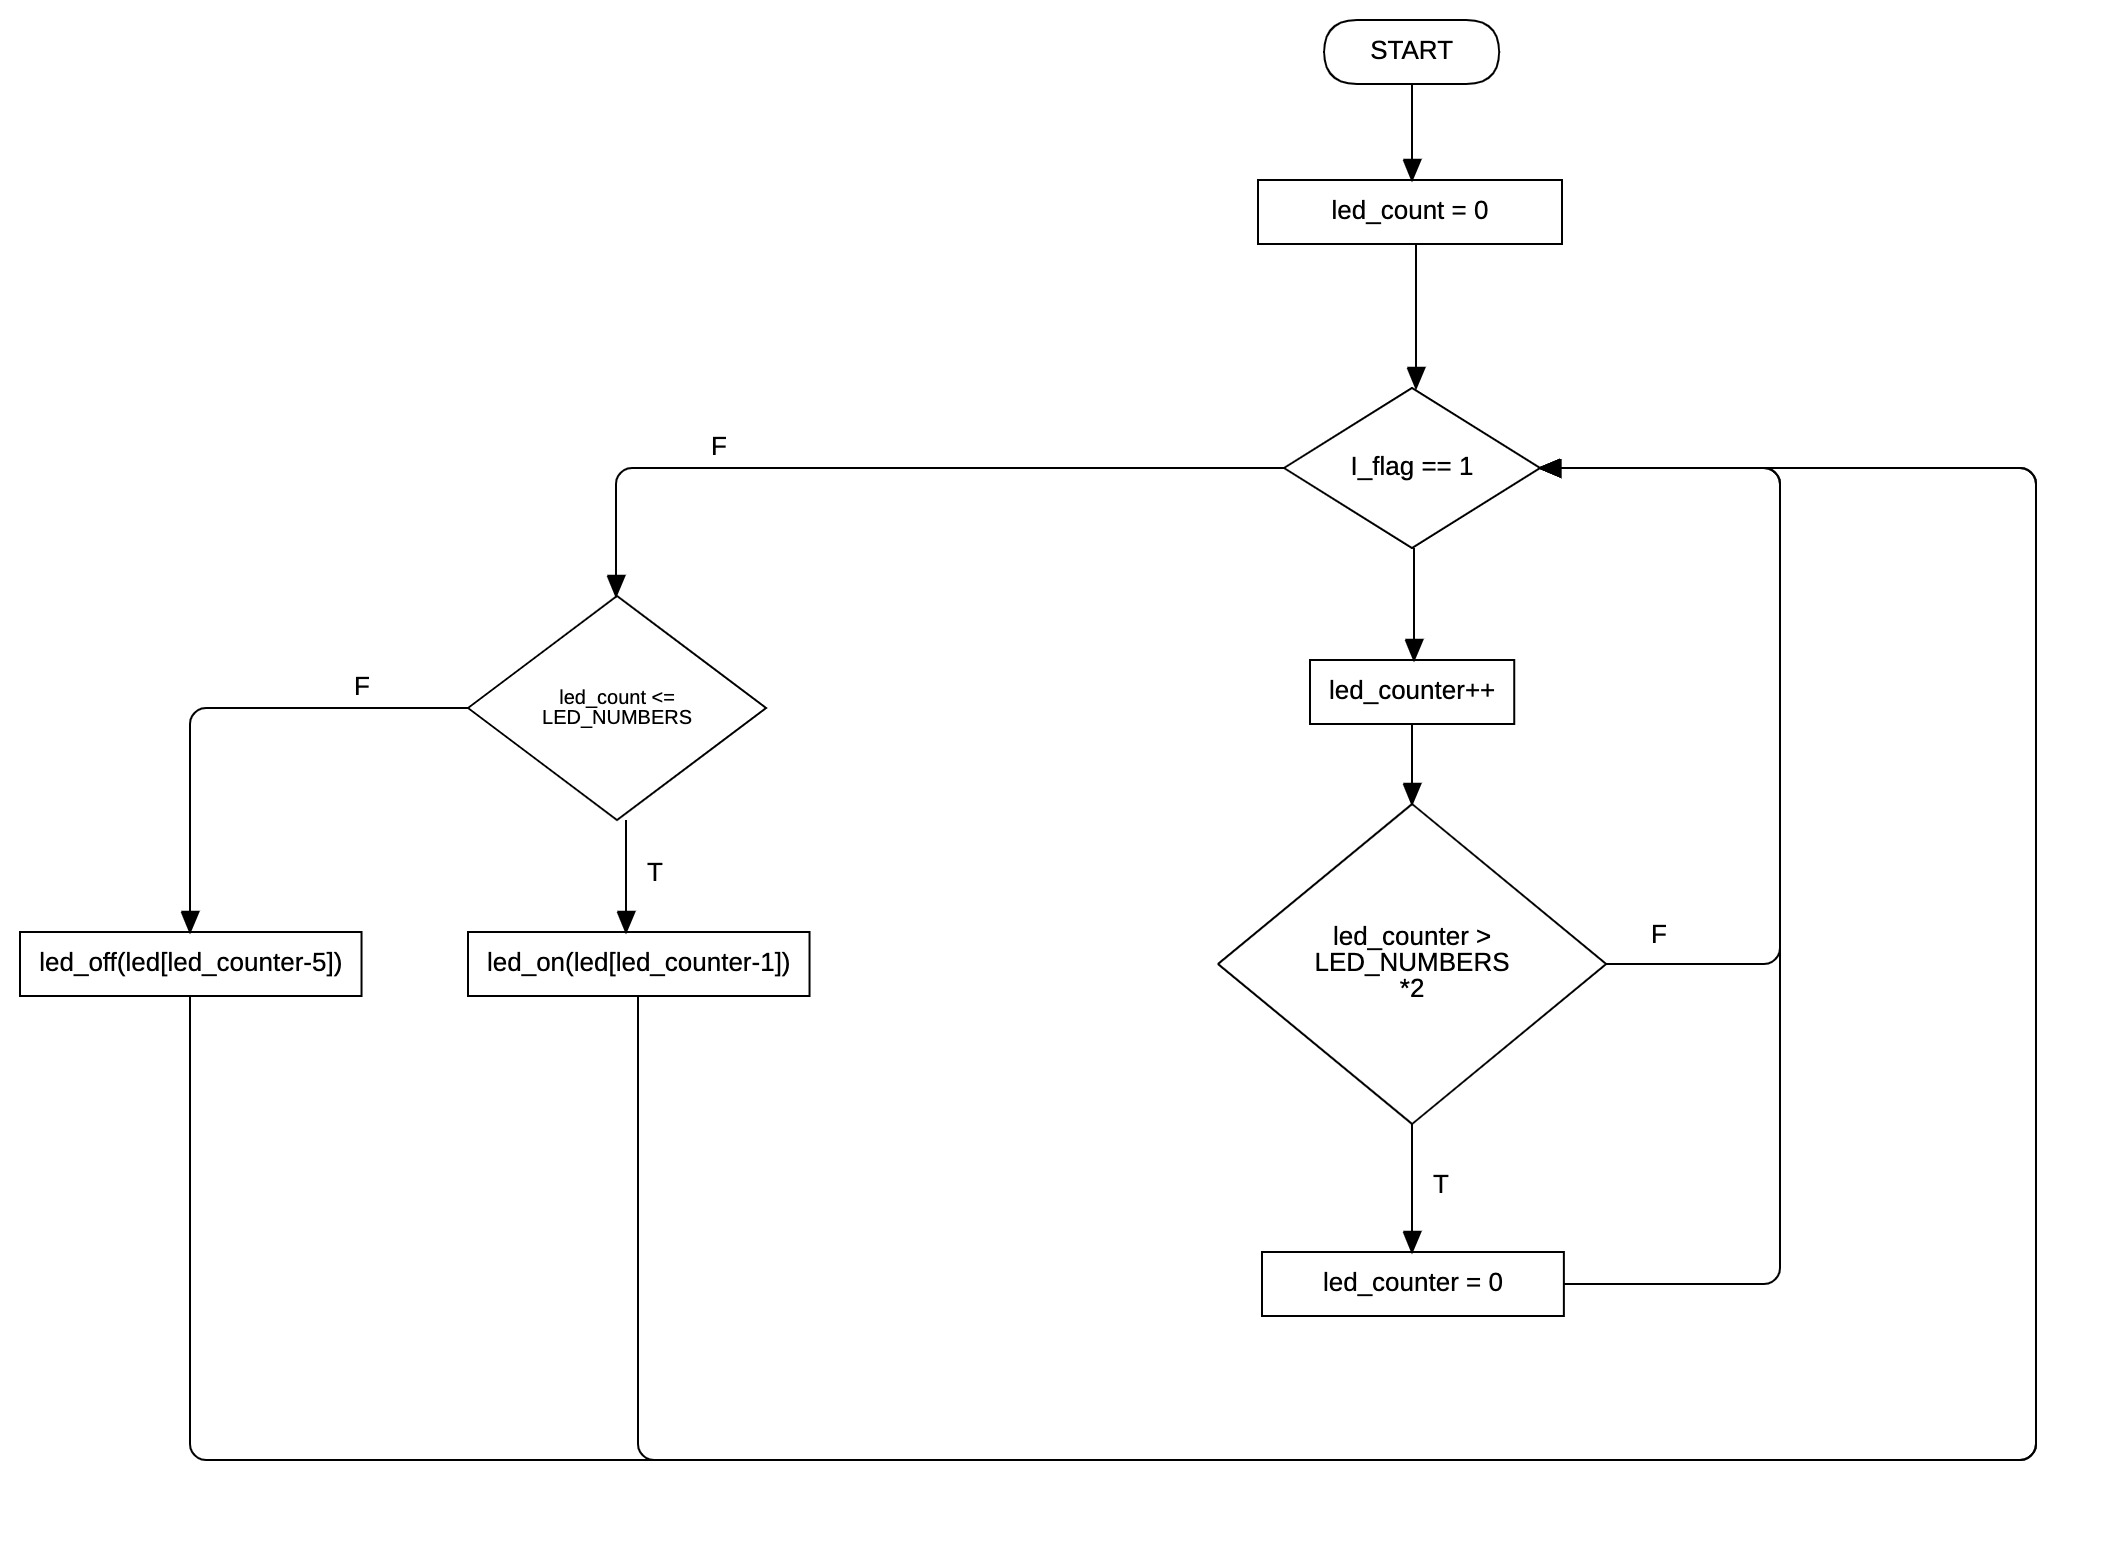 START
led_count = 0
F
I_flag == 1
F
led_count <=
LED_NUMBERS
led_counter++
T
led_counter >
LED_NUMBERS
*2
F
led_off(led[led_counter-5])
led_on(led[led_counter-1])
T
led_counter = 0